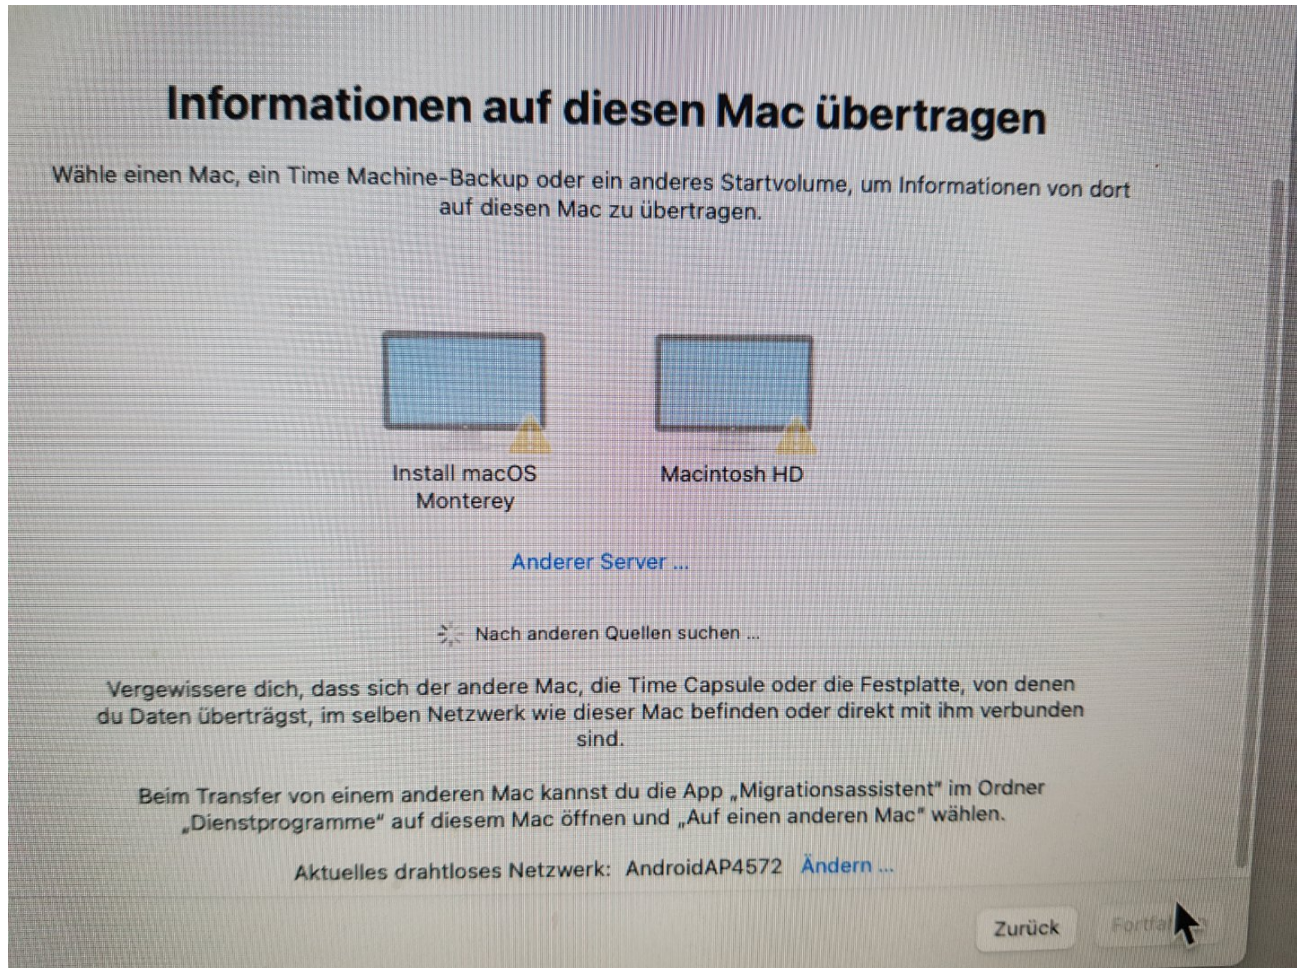 Informationen auf diesen Mac übertragen
Wähle einen Mac, ein Time Machine-Backup oder ein anderes Startvolume, um Informationen von dort
auf diesen Mac zu übertragen.
Install macOS
Monterey
Macintosh HD
Anderer Server ...
Nach anderen Quellen suchen ...
Vergewissere dich, dass sich der andere Mac, die Time Capsule oder die Festplatte, von denen
du Daten überträgst, im selben Netzwerk wie dieser Mac befinden oder direkt mit ihm verbunden
sind.
Beim Transfer von einem anderen Mac kannst du die App „Migrationsassistent" im Ordner
„Dienstprogramme" auf diesem Mac öffnen und „Auf einen anderen Mac" wählen.
Aktuelles drahtloses Netzwerk: AndroidAP4572 Ändern ...
Zurück